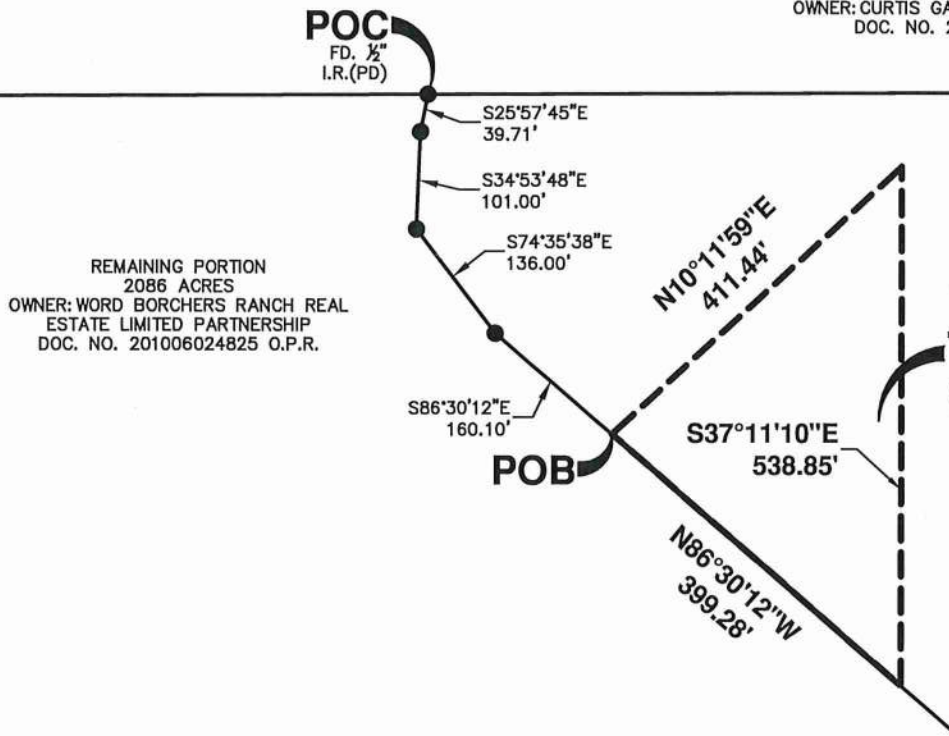 OWNER: CURTIS
DOC. NO.
POC
FD. ½"
I.R.(PD)
S25°57'45"E
39.71'
S34°53'48"E
101.00'
S74°35'38"E
136.00'
N10°11'59"E
411.44'
REMAINING PORTION
2086 ACRES
OWNER: WORD BORCHERS RANCH REAL
ESTATE LIMITED PARTNERSHIP
DOC. NO. 201006024825 O.P.R.
S86°30'12"E
160.10'
POB
S37°11'10"E
538.85'
N86°30'12"W
399.28'